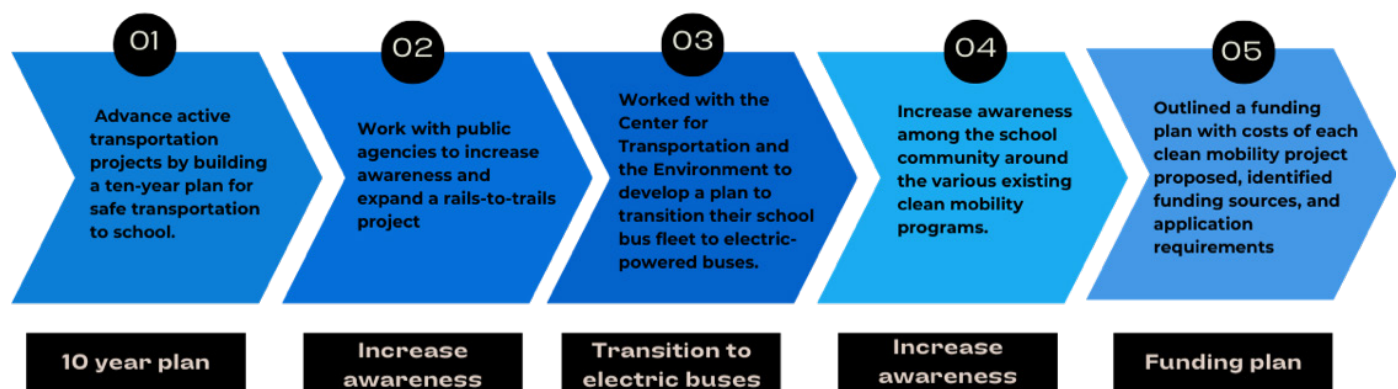 01
Advance active
transportation
projects by building
a ten-year plan for
safe transportation
to school.
10 year plan
02
Work with public
agencies to increase
awareness and
expand a rails-to-trails
project
Increase
awareness
03
Worked with the
Center for
Transportation and
the Environment to
develop a plan to
transition their school
bus fleet to electric-
powered buses.
Transition to
electric buses
04
Increase awareness
among the school
community around
the various existing
clean mobility
programs.
Increase
awareness
05
Outlined a funding
plan with costs of each
clean mobility project
proposed, identified
funding sources, and
application
requirements
Funding plan